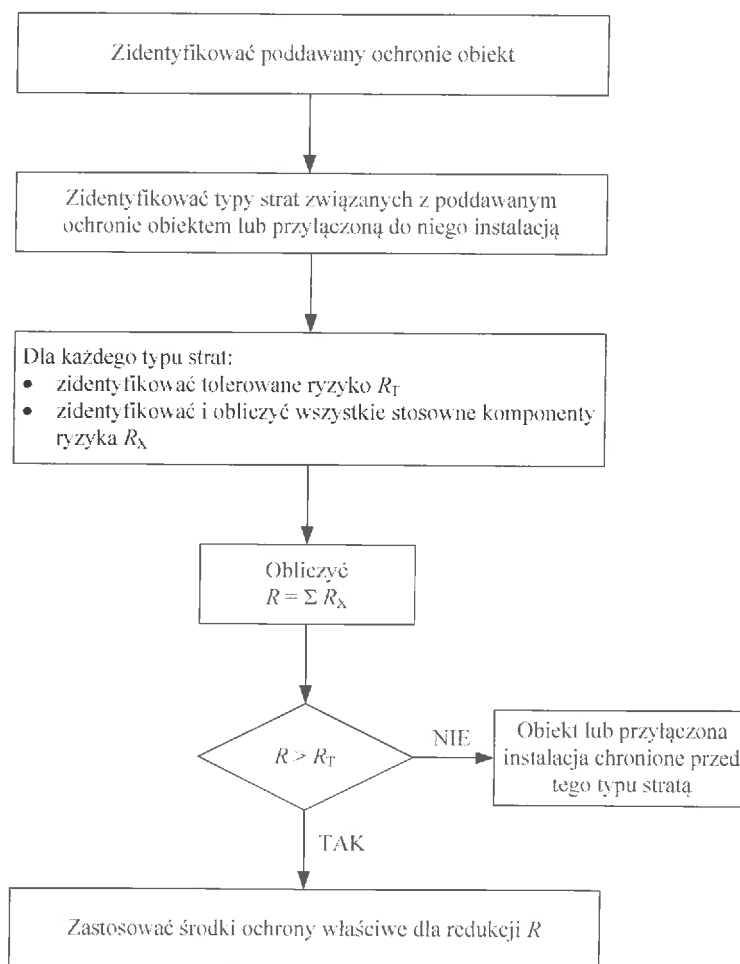 Zidentyfikować poddawany ochronie obiekt
Zidentyfikować typy strat związanych z poddawanym
ochronie obiektem lub przyłączoną do niego instalacją
Dla każdego typu strat:
• zidentyfikować tolerowane ryzyko R_T
• zidentyfikować i obliczyć wszystkie stosowne komponenty
ryzyka R_X
Obliczyć
R = Σ R_X
R > R_T
NIE
Obiekt lub przyłączona
instalacja chronione przed
tego typu stratą
TAK
Zastosować środki ochrony właściwe dla redukcji R